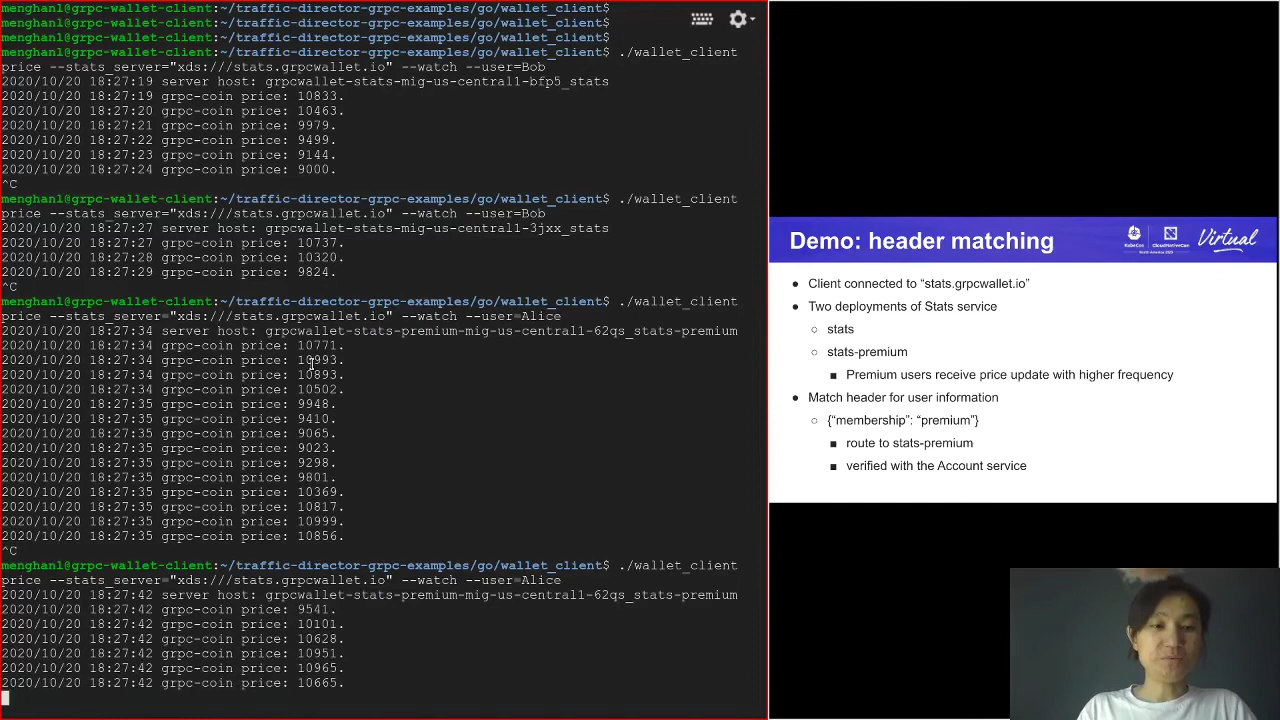 menghanl@grpc-wallet-client:~/traffic-director-grpc-examples/go/wallet_client$
menghanl@grpc-wallet-client:~/traffic-director-grpc-examples/go/wallet_client$
menghanl@grpc-wallet-client:~/traffic-director-grpc-examples/go/wallet_client$
menghanl@grpc-wallet-client:~/traffic-director-grpc-examples/go/wallet_client$ ./wallet_client
price --stats_server="xds:///stats.grpcwallet.io" --watch --user=Bob
2020/10/20 18:27:19 server host: grpcwallet-stats-mig-us-central1-bfp5_stats
2020/10/20 18:27:19 grpc-coin price: 10833.
2020/10/20 18:27:20 grpc-coin price: 10463.
2020/10/20 18:27:21 grpc-coin price: 9979.
2020/10/20 18:27:22 grpc-coin price: 9499.
2020/10/20 18:27:23 grpc-coin price: 9144.
2020/10/20 18:27:24 grpc-coin price: 9000.
^C
menghanl@grpc-wallet-client:~/traffic-director-grpc-examples/go/wallet_client$ ./wallet_client
price --stats_server="xds:///stats.grpcwallet.io" --watch --user=Bob
2020/10/20 18:27:27 server host: grpcwallet-stats-mig-us-central1-3jxx_stats
2020/10/20 18:27:27 grpc-coin price: 10737.
2020/10/20 18:27:28 grpc-coin price: 10320.
2020/10/20 18:27:29 grpc-coin price: 9824.
^C
menghanl@grpc-wallet-client:~/traffic-director-grpc-examples/go/wallet_client$ ./wallet_client
price --stats_server="xds:///stats.grpcwallet.io" --watch --user=Alice
2020/10/20 18:27:34 server host: grpcwallet-stats-premium-mig-us-central1-62qs_stats-premium
2020/10/20 18:27:34 grpc-coin price: 10771.
2020/10/20 18:27:34 grpc-coin price: 10993.
2020/10/20 18:27:34 grpc-coin price: 10893.
2020/10/20 18:27:34 grpc-coin price: 10502.
2020/10/20 18:27:35 grpc-coin price: 9948.
2020/10/20 18:27:35 grpc-coin price: 9410.
2020/10/20 18:27:35 grpc-coin price: 9065.
2020/10/20 18:27:35 grpc-coin price: 9023.
2020/10/20 18:27:35 grpc-coin price: 9298.
2020/10/20 18:27:35 grpc-coin price: 9801.
2020/10/20 18:27:35 grpc-coin price: 10369.
2020/10/20 18:27:35 grpc-coin price: 10817.
2020/10/20 18:27:35 grpc-coin price: 10999.
2020/10/20 18:27:35 grpc-coin price: 10856.
^C
menghanl@grpc-wallet-client:~/traffic-director-grpc-examples/go/wallet_client$ ./wallet_client
price --stats_server="xds:///stats.grpcwallet.io" --watch --user=Alice
2020/10/20 18:27:42 server host: grpcwallet-stats-premium-mig-us-central1-62qs_stats-premium
2020/10/20 18:27:42 grpc-coin price: 9541.
2020/10/20 18:27:42 grpc-coin price: 10101.
2020/10/20 18:27:42 grpc-coin price: 10628.
2020/10/20 18:27:42 grpc-coin price: 10951.
2020/10/20 18:27:42 grpc-coin price: 10965.
2020/10/20 18:27:42 grpc-coin price: 10665.
Demo: header matching
KubeCon CloudNativeCon Virtual
North America 2020
● Client connected to “stats.grpcwallet.io”
● Two deployments of Stats service
○ stats
○ stats-premium
■ Premium users receive price update with higher frequency
● Match header for user information
○ {“membership”: “premium”}
■ route to stats-premium
■ verified with the Account service